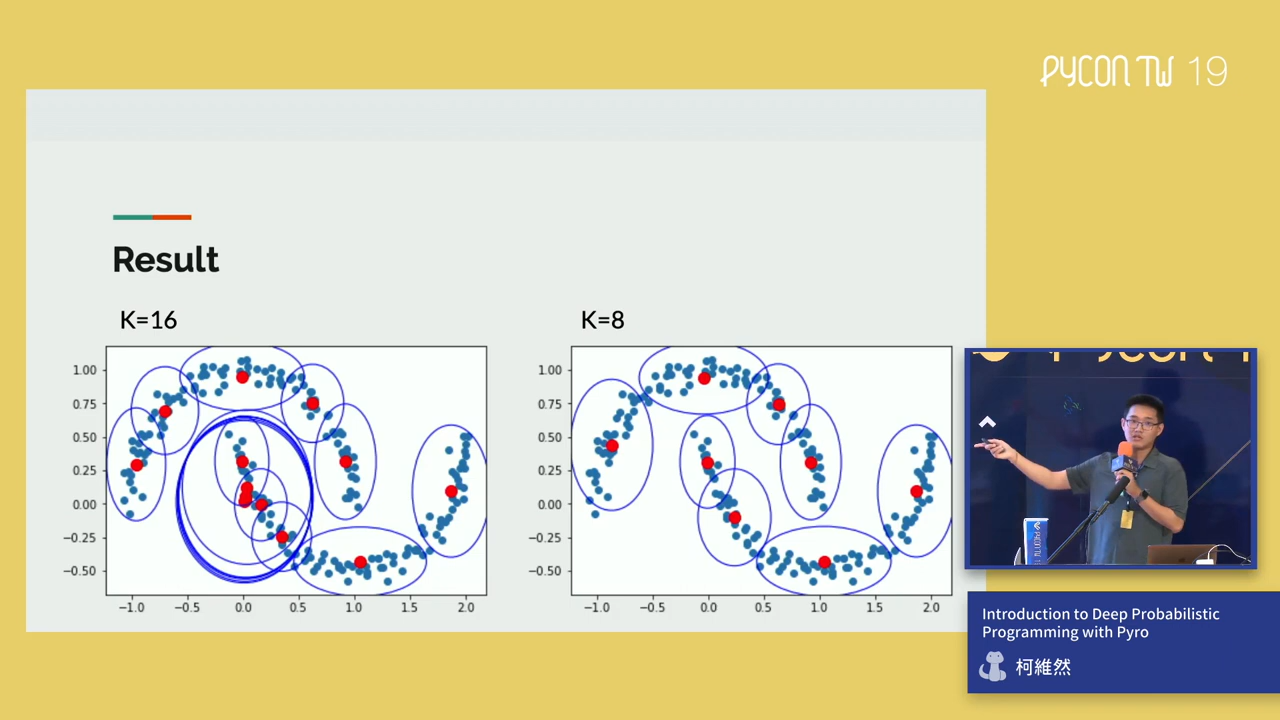 PYCON TW 19
Result
K=16
K=8
1.00
0.75
0.50
0.25
0.00
−0.25
−0.50
−1.0 −0.5 0.0 0.5 1.0 1.5 2.0
1.00
0.75
0.50
0.25
0.00
−0.25
−0.50
−1.0 −0.5 0.0 0.5 1.0 1.5 2.0
Introduction to Deep Probabilistic
Programming with Pyro
柯維然